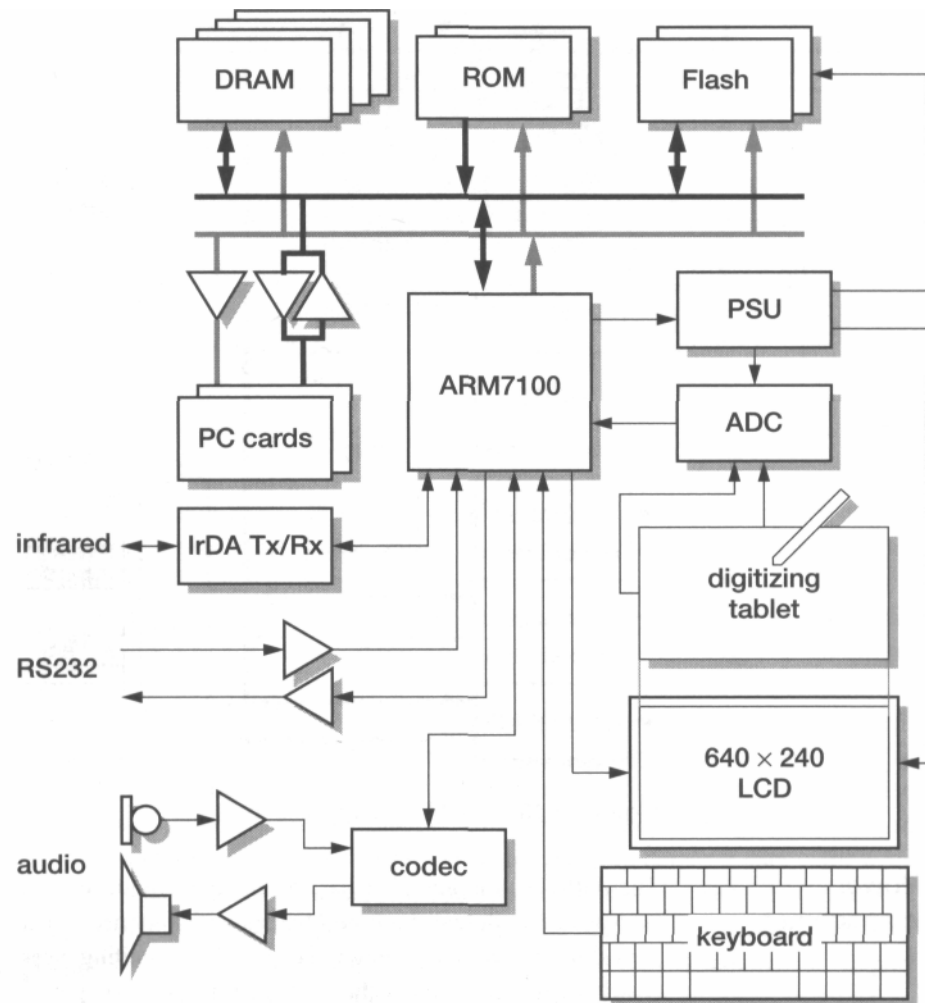 DRAM
ROM
Flash
PSU
ARM7100
ADC
PC cards
infrared
IrDA Tx/Rx
digitizing
tablet
RS232
640 × 240
LCD
audio
codec
keyboard